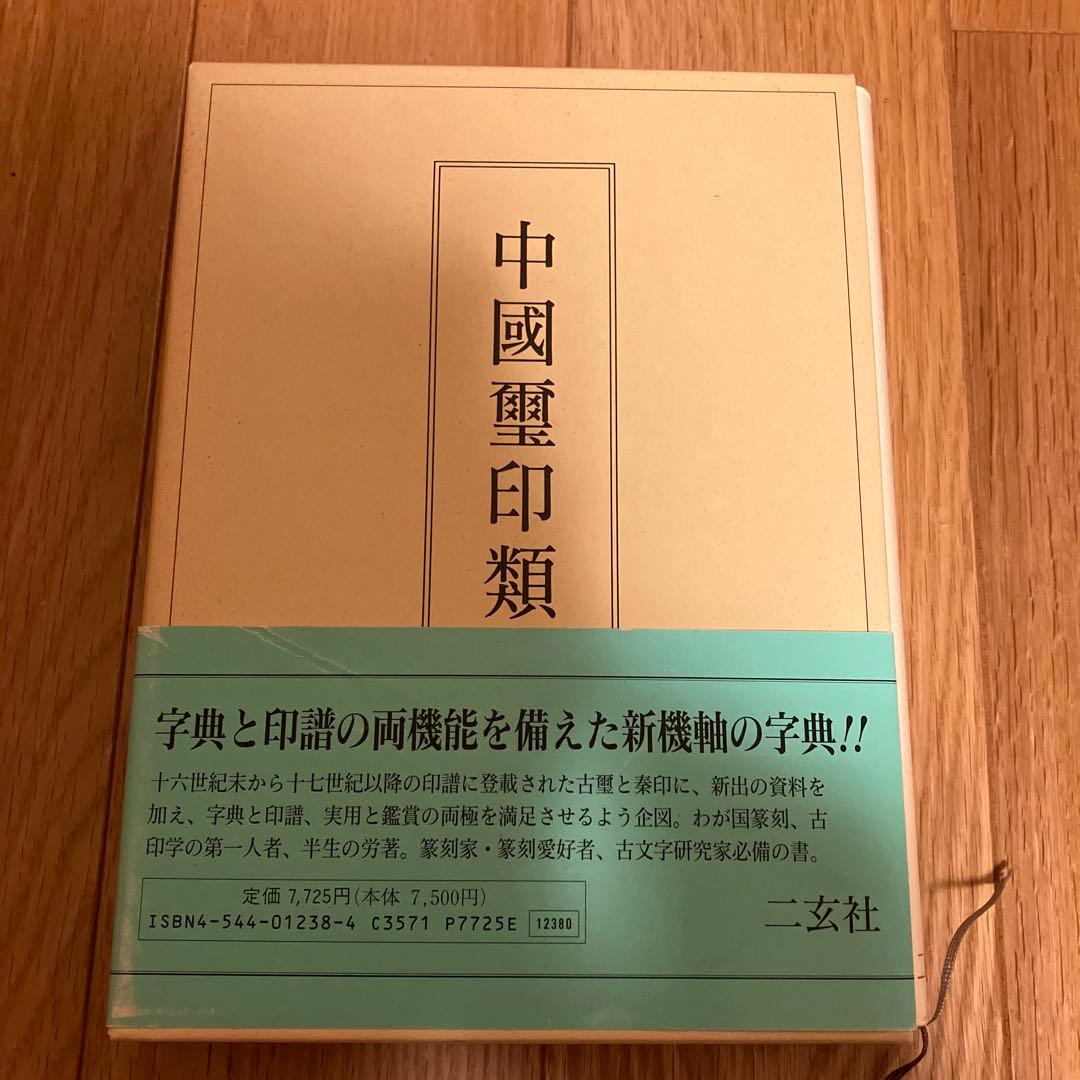 中國璽印類
字典と印譜の両機能を備えた新機軸の字典!!
十六世紀末から十七世紀以降の印譜に登載された古璽と秦印に、新出の資料を
加え、字典と印譜、実用と鑑賞の両極を満足させるよう企図。わが国篆刻、古
印学の第一人者、半生の労著。篆刻家・篆刻愛好者、古文字研究家必備の書。
定価 7,725円(本体 7,500円)
ISBN4-544-01238-4 C3571 P7725E 12380
二玄社